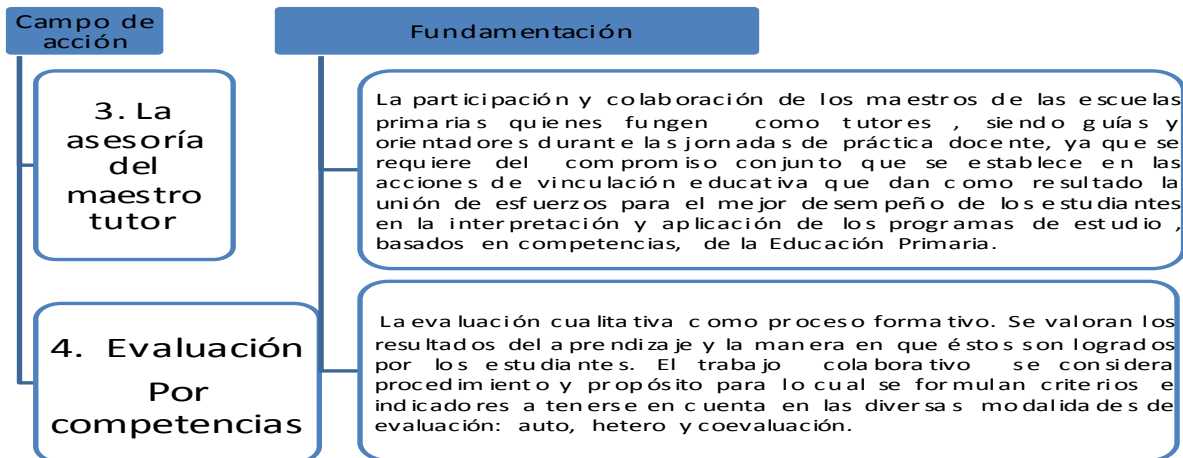 Campo de
acción
Fundamentación
3. La
asesoría
del
maestro
tutor
La participación y colaboración de los maestros de las escuelas
primarias quienes fungen como tutores , siendo guías y
orientadores durante las jornadas de práctica docente, ya que se
requiere del compromiso conjunto que se establece en las
acciones de vinculación educativa que dan como resultado la
unión de esfuerzos para el mejor desempeño de los estudiantes
en la interpretación y aplicación de los programas de estudio ,
basados en competencias, de la Educación Primaria.
4. Evaluación
Por
competencias
La evaluación cualitativa como proceso formativo. Se valoran los
resultados del aprendizaje y la manera en que éstos son logrados
por los estudiantes. El trabajo colaborativo se considera
procedimiento y propósito para lo cual se formulan criterios e
indicadores a tenerse en cuenta en las diversas modalidades de
evaluación: auto, hetero y coevaluación.